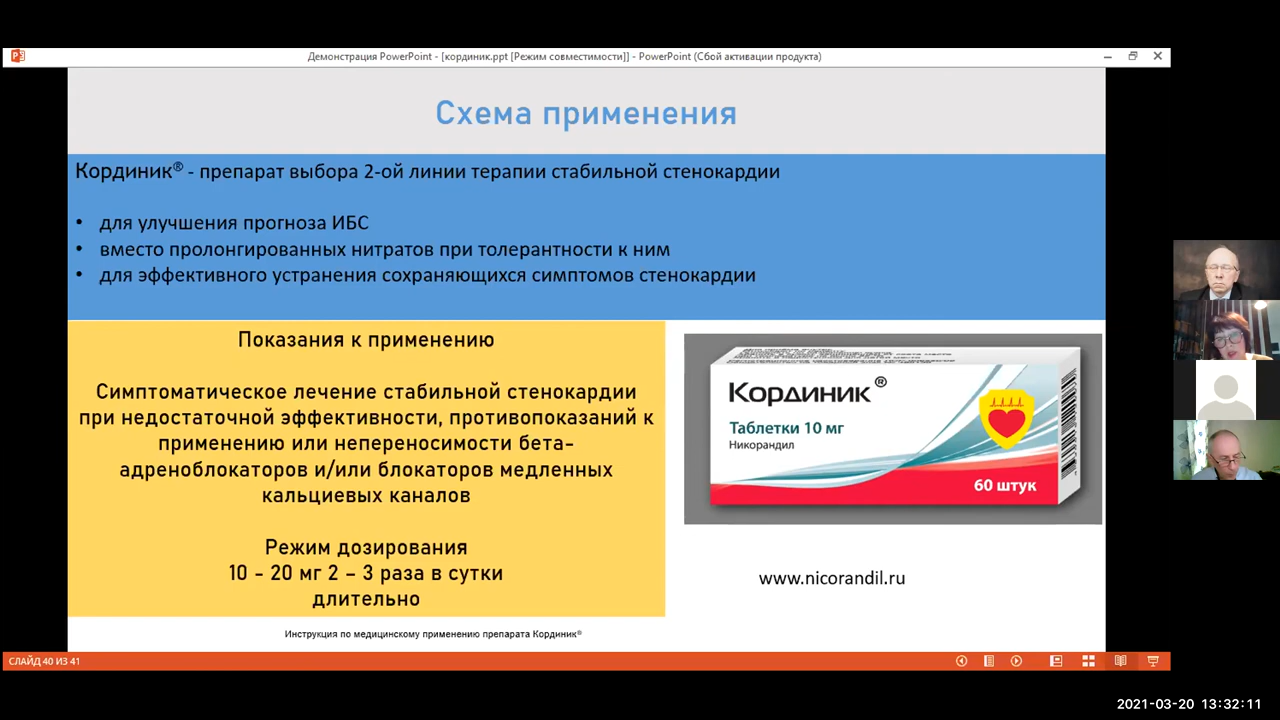 Демонстрация PowerPoint - [кординик.ppt [Режим совместимости]] - PowerPoint (Сбой активации продукта)
Схема применения
Кординик® - препарат выбора 2-ой линии терапии стабильной стенокардии
• для улучшения прогноза ИБС
• вместо пролонгированных нитратов при толерантности к ним
• для эффективного устранения сохраняющихся симптомов стенокардии
Показания к применению
Симптоматическое лечение стабильной стенокардии
при недостаточной эффективности, противопоказаний к
применению или непереносимости бета-
адреноблокаторов и/или блокаторов медленных
кальциевых каналов
Режим дозирования
10 - 20 мг 2 – 3 раза в сутки
длительно
Кординик®
Таблетки 10 мг
Никорандил
60 штук
www.nicorandil.ru
Инструкция по медицинскому применению препарата Кординик®
СЛАЙД 40 ИЗ 41
2021-03-20 13:32:11